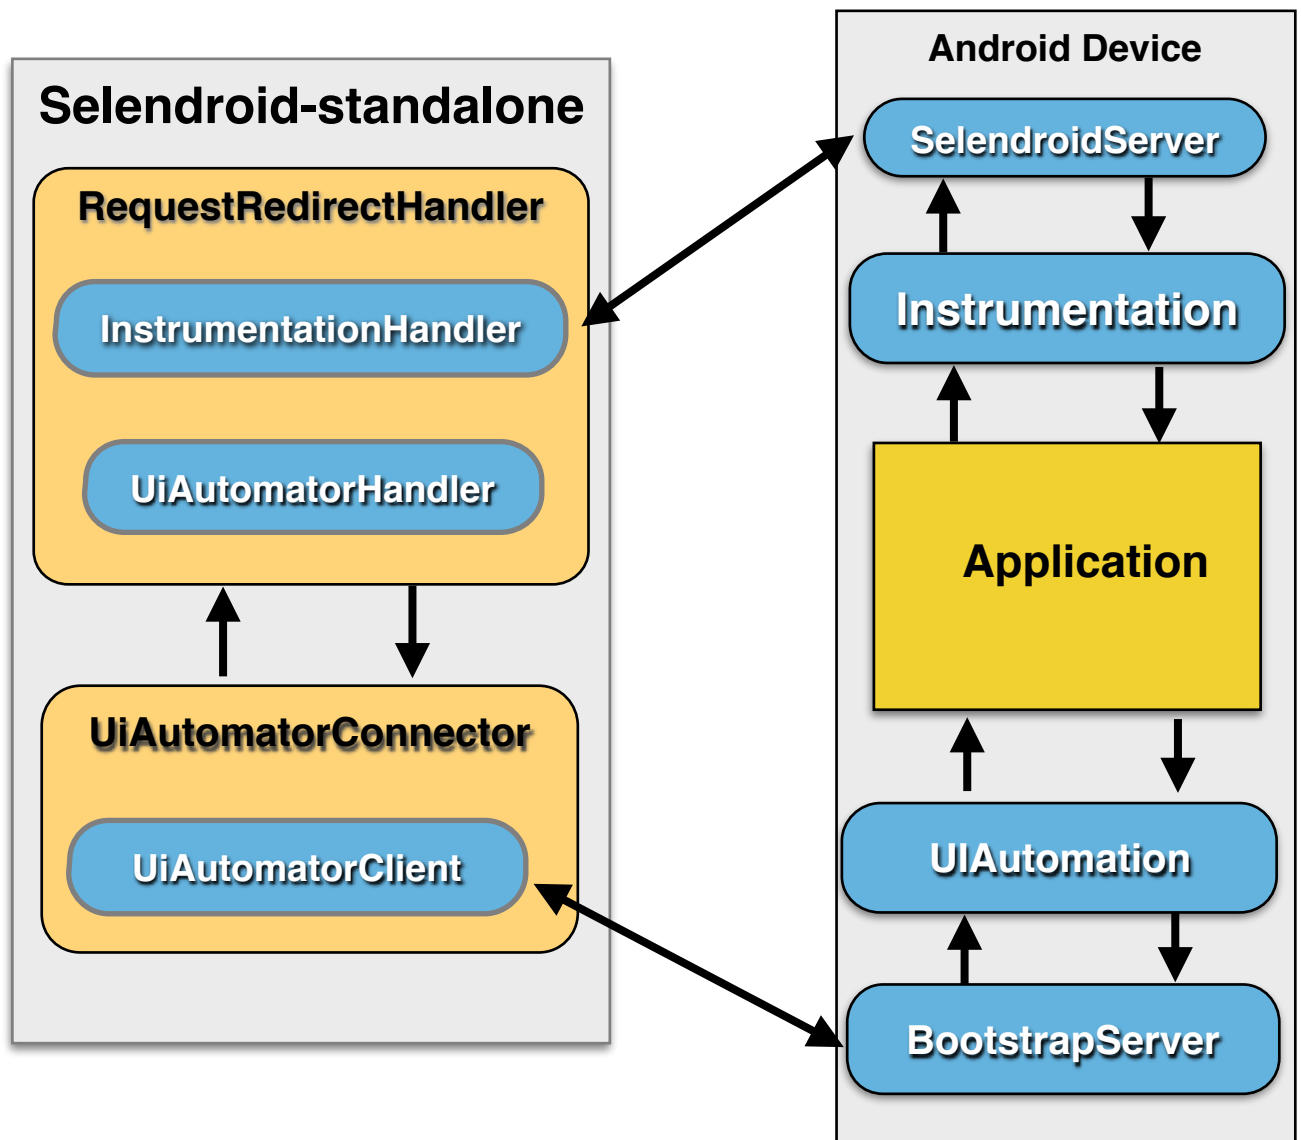 Selendroid-standalone
RequestRedirectHandler
InstrumentationHandler
UiAutomatorHandler
UiAutomatorConnector
UiAutomatorClient
Android Device
SelendroidServer
Instrumentation
Application
UIAutomation
BootstrapServer